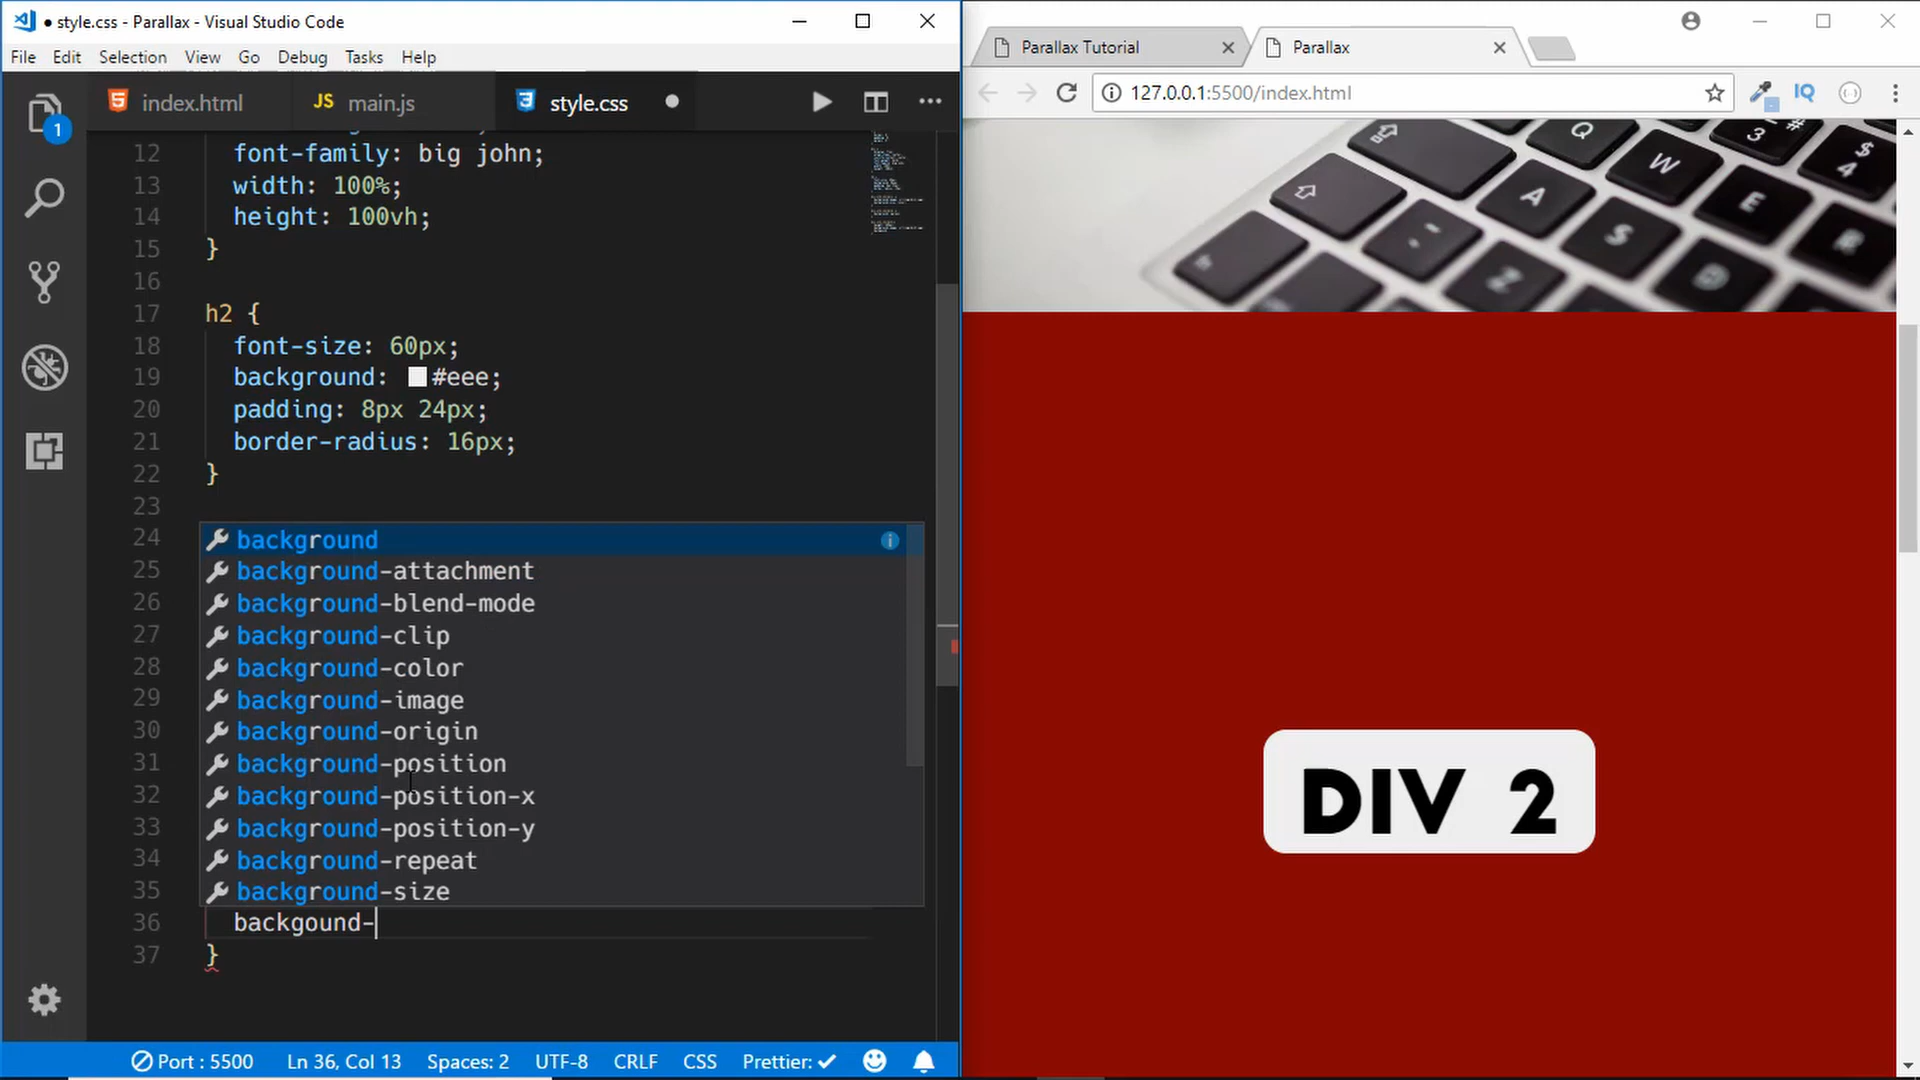 style.css - Parallax - Visual Studio Code
File Edit Selection View Go Debug Tasks Help
index.html
JS main.js
style.css
1
12 font-family: big john;
13 width: 100%;
14 height: 100vh;
15 }
16
17 h2 {
18 font-size: 60px;
19 background: #eee;
20 padding: 8px 24px;
21 border-radius: 16px;
22 }
23
24 background
25 background-attachment
26 background-blend-mode
27 background-clip
28 background-color
29 background-image
30 background-origin
31 background-position
32 background-position-x
33 background-position-y
34 background-repeat
35 background-size
36 backgound-
37 }
Port : 5500 Ln 36, Col 13 Spaces: 2 UTF-8 CRLF CSS Prettier:
Parallax Tutorial
Parallax
127.0.0.1:5500/index.html
IQ
Q
W
3 #
$
4
A
S
E
R
Z
D
DIV 2